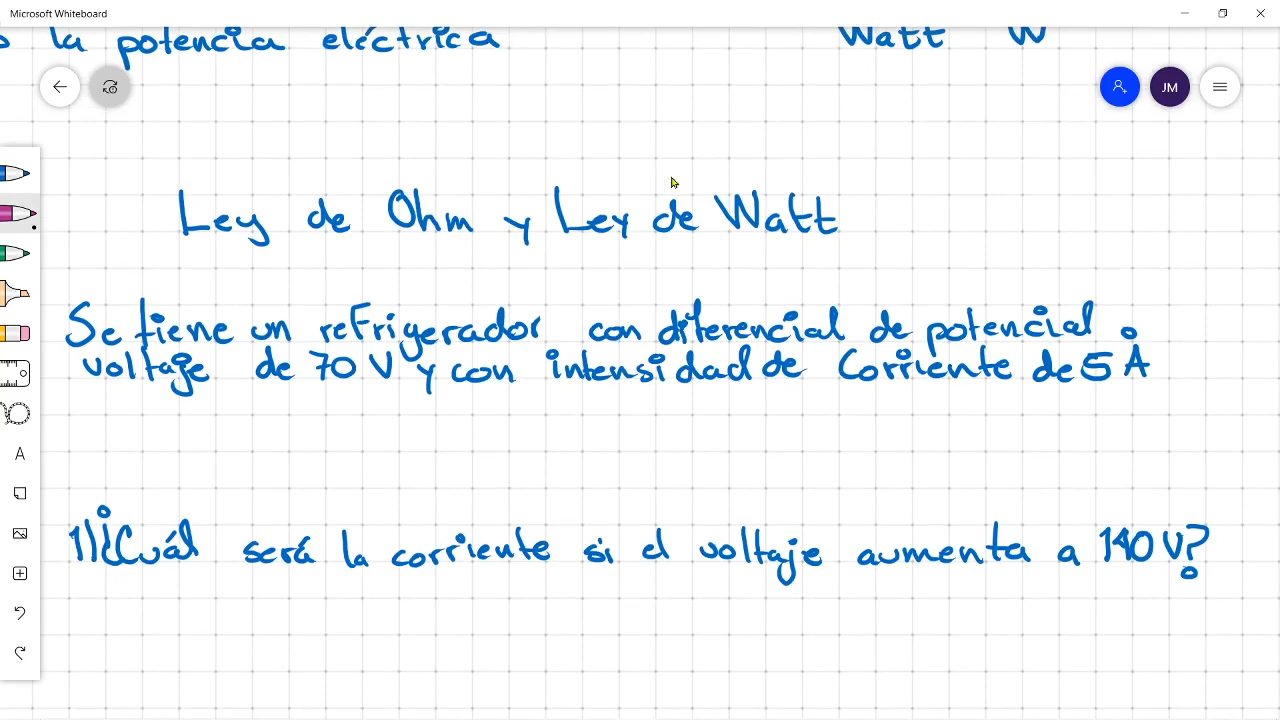 Microsoft Whiteboard
la potencia eléctrica
Watt W
JM
Ley de Ohm y Ley de Watt
Se tiene un refrigerador con diferencial de potencial o
voltaje de 70 V y con intensidad de corriente de 5 A
A
1) ¿Cuál será la corriente si el voltaje aumenta a 140 V?